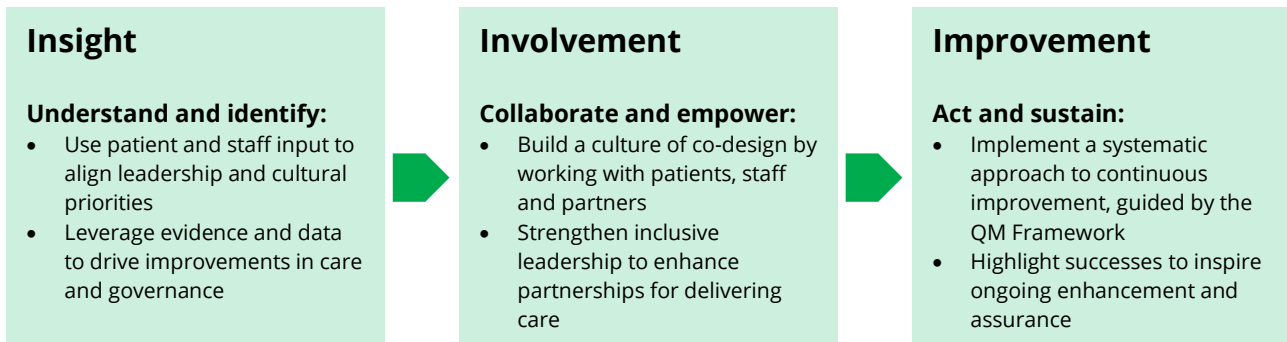 Insight
Understand and identify:
• Use patient and staff input to
align leadership and cultural
priorities
• Leverage evidence and data
to drive improvements in care
and governance
Involvement
Collaborate and empower:
• Build a culture of co-design by
working with patients, staff
and partners
• Strengthen inclusive
leadership to enhance
partnerships for delivering
care
Improvement
Act and sustain:
• Implement a systematic
approach to continuous
improvement, guided by the
QM Framework
• Highlight successes to inspire
ongoing enhancement and
assurance